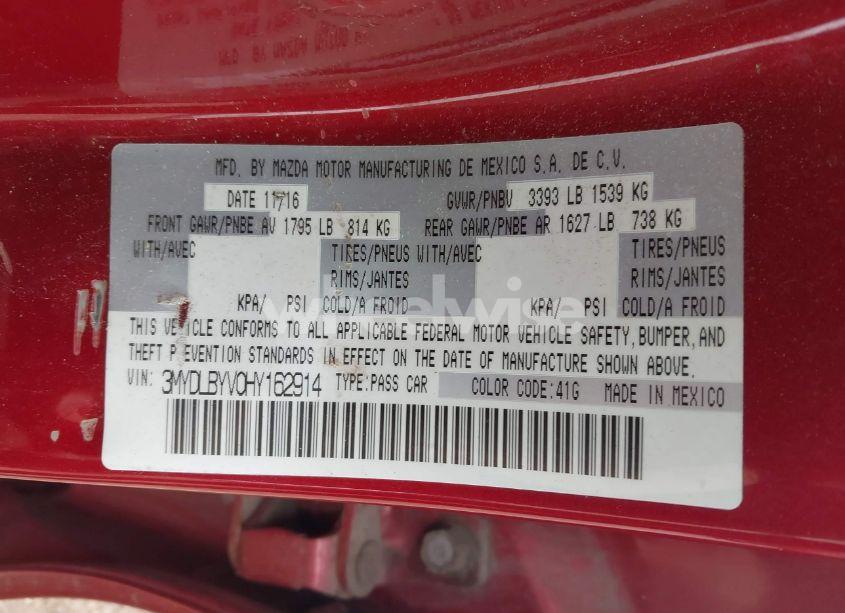 MFD. BY MAZDA MOTOR MANUFACTURING DE MEXICO S.A. DE C.V.
DATE 11/16 GVWR/PNBV 3393 LB 1539 KG
FRONT GAWR/PNBE AV 1795 LB 814 KG REAR GAWR/PNBE AR 1627 LB 738 KG
WITH/AVEC TIRES/PNEUS WITH/AVEC TIRES/PNEUS
RIMS/JANTES RIMS/JANTES
KPA/ PSI COLD/A FROID KPA/ PSI COLD/A FROID
wheelwise
THIS VEHICLE CONFORMS TO ALL APPLICABLE FEDERAL MOTOR VEHICLE SAFETY, BUMPER, AND
THEFT PREVENTION STANDARDS IN EFFECT ON THE DATE OF MANUFACTURE SHOWN ABOVE.
VIN: 3MYDLBYV0HY162914 TYPE:PASS CAR COLOR CODE:41G MADE IN MEXICO